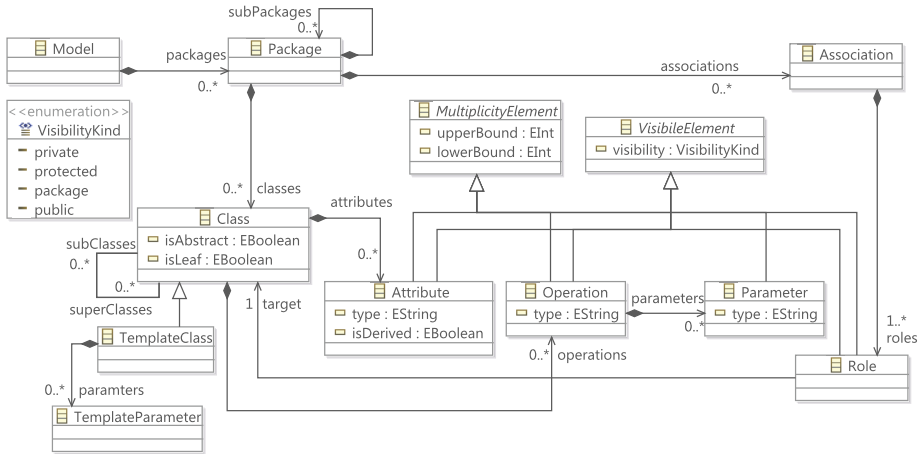 subPackages
0..*
Model
Package
packages
0..*
Association
associations
0..*
<<enumeration>>
VisibilityKind
private
protected
package
public
MultiplicityElement
upperBound : EInt
lowerBound : EInt
VisibileElement
visibility : VisibilityKind
0..* classes
Class
isAbstract : EBoolean
isLeaf : EBoolean
attributes
0..*
subClasses
0..*
0..*
superClasses
1 target
Attribute
type : EString
isDerived : EBoolean
Operation
type : EString
parameters
0..*
Parameter
type : EString
1..*
roles
TemplateClass
0..* operations
Role
0..* paramters
TemplateParameter